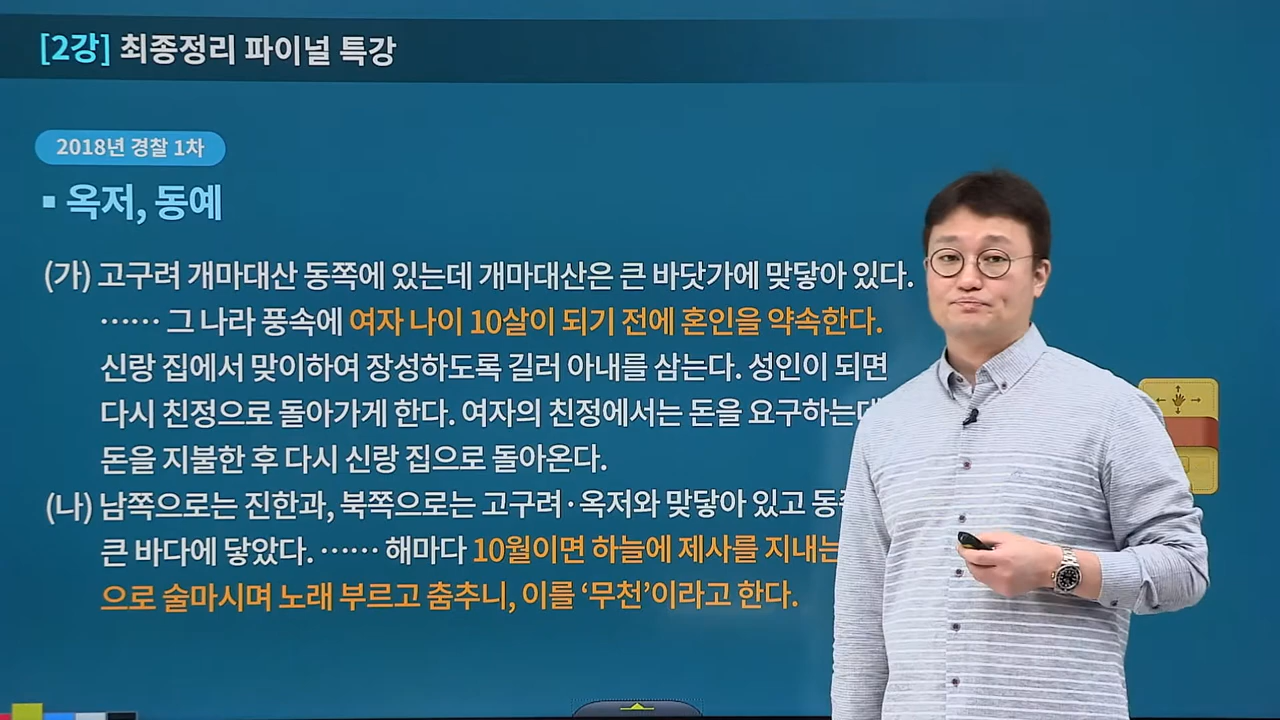 [2강] 최종정리 파이널 특강
2018년 경찰 1차
▪ 옥저, 동예
(가) 고구려 개마대산 동쪽에 있는데 개마대산은 큰 바닷가에 맞닿아 있다.
…… 그 나라 풍속에 여자 나이 10살이 되기 전에 혼인을 약속한다.
신랑 집에서 맞이하여 장성하도록 길러 아내를 삼는다. 성인이 되면
다시 친정으로 돌아가게 한다. 여자의 친정에서는 돈을 요구하는데
돈을 지불한 후 다시 신랑 집으로 돌아온다.
(나) 남쪽으로는 진한과, 북쪽으로는 고구려·옥저와 맞닿아 있고
큰 바다에 닿았다. …… 해마다 10월이면 하늘에 제사를 지내는
으로 술마시며 노래 부르고 춤추니, 이를 ‘무천’이라고 한다.